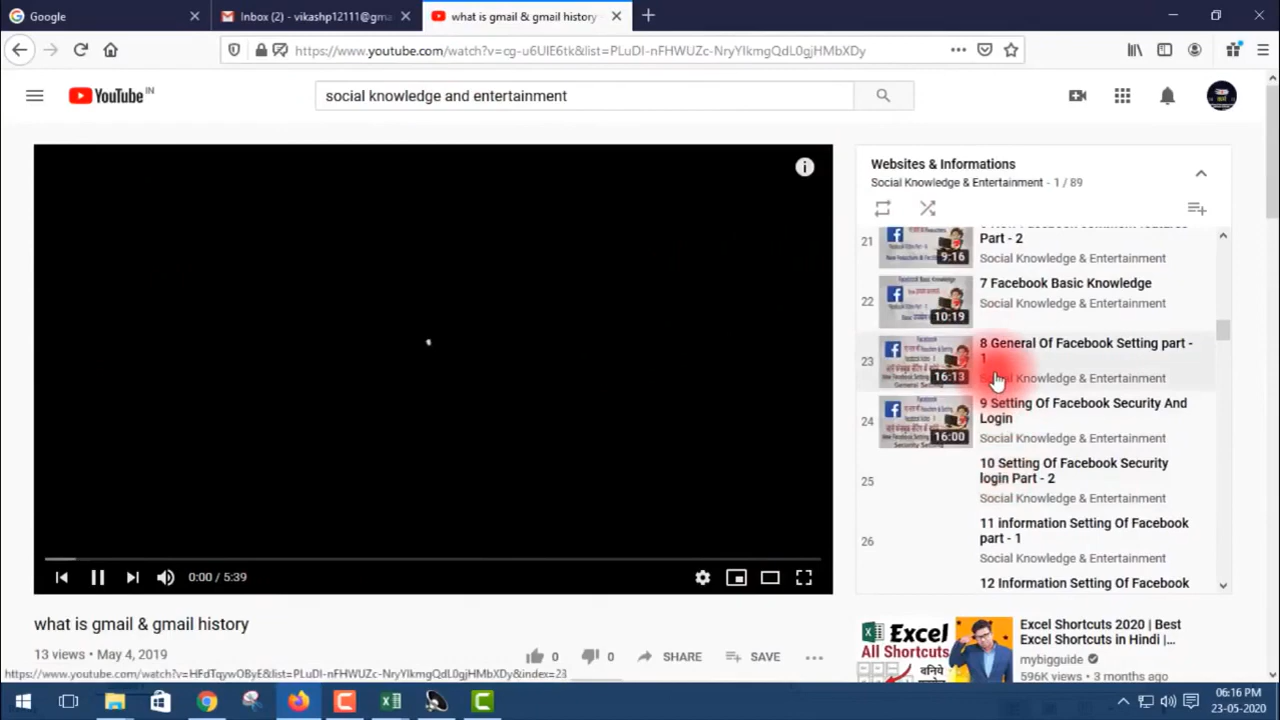 Google
Inbox (2) - vikashp12111@gma
what is gmail & gmail history
https://www.youtube.com/watch?v=cg-u6UIE6tk&list=PLuDI-nFHWUZc-NryYIkmgQdL0gjHMbXDy
YouTube IN
social knowledge and entertainment
Websites & Informations
Social Knowledge & Entertainment - 1 / 89
21
Part - 2
9:16
Social Knowledge & Entertainment
22
7 Facebook Basic Knowledge
10:19
Social Knowledge & Entertainment
23
8 General Of Facebook Setting part -
1
16:13
Social Knowledge & Entertainment
24
9 Setting Of Facebook Security And
Login
16:00
Social Knowledge & Entertainment
25
10 Setting Of Facebook Security
login Part - 2
Social Knowledge & Entertainment
26
11 information Setting Of Facebook
part - 1
Social Knowledge & Entertainment
12 Information Setting Of Facebook
0:00 / 5:39
what is gmail & gmail history
13 views • May 4, 2019
0
0
SHARE
SAVE
Excel
All Shortcuts
Excel Shortcuts 2020 | Best
Excel Shortcuts in Hindi |...
mybigguide
596K views • 3 months ago
https://www.youtube.com/watch?v=HFdTqywOByE&list=PLuDI-nFHWUZc-NryYIkmgQdL0gjHMbXDy&index=23
06:16 PM
23-05-2020